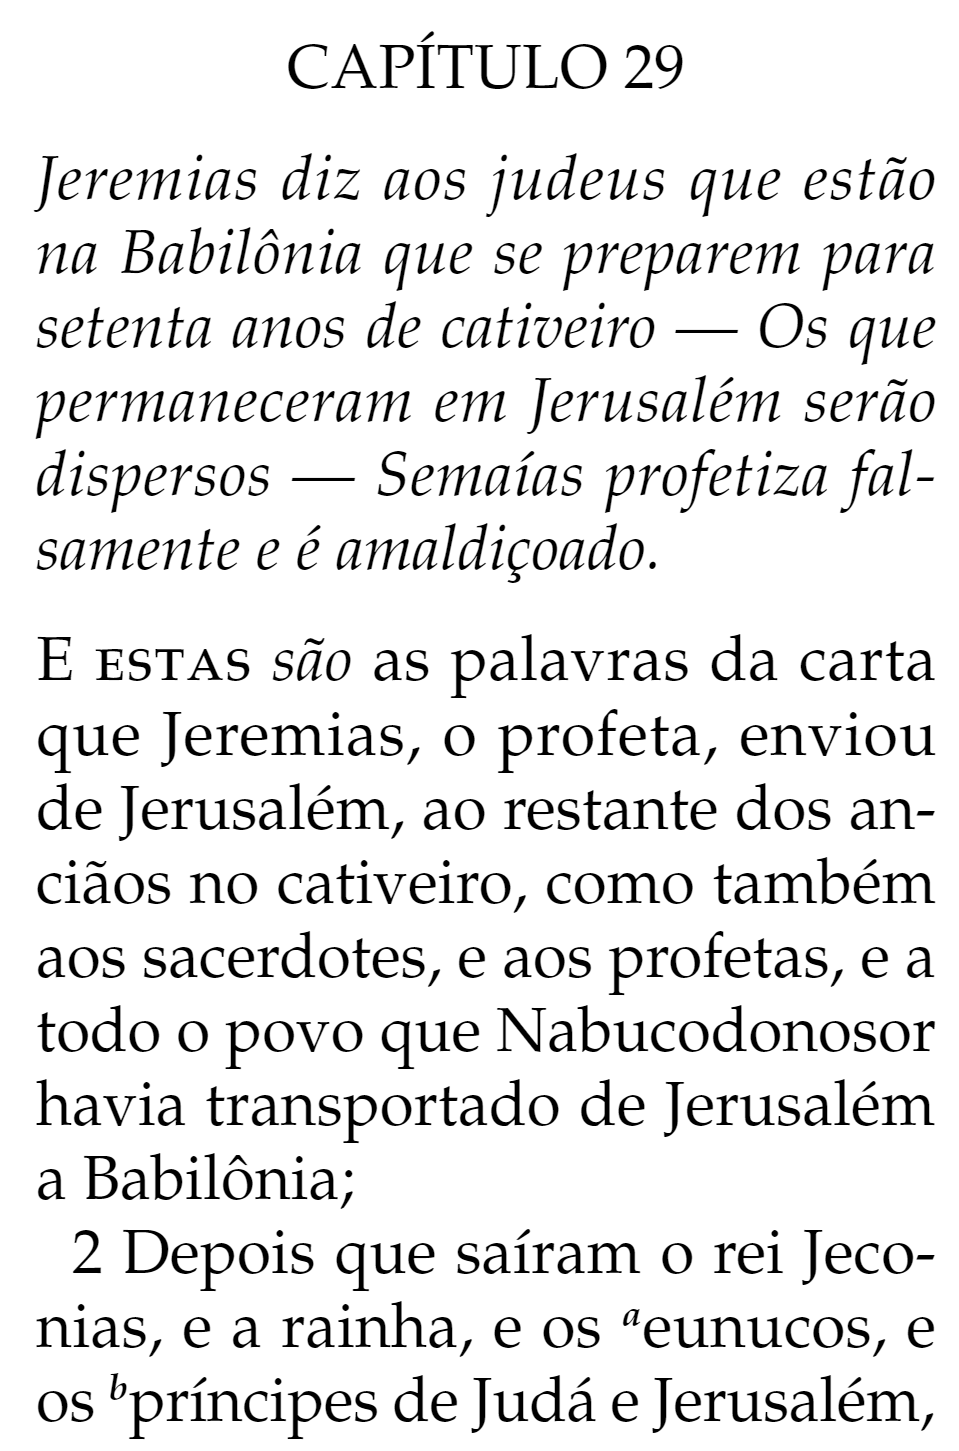 CAPÍTULO 29
Jeremias diz aos judeus que estão
na Babilônia que se preparem para
setenta anos de cativeiro — Os que
permaneceram em Jerusalém serão
dispersos — Semaías profetiza fal-
samente e é amaldiçoado.
E ESTAS são as palavras da carta
que Jeremias, o profeta, enviou
de Jerusalém, ao restante dos an-
ciãos no cativeiro, como também
aos sacerdotes, e aos profetas, e a
todo o povo que Nabucodonosor
havia transportado de Jerusalém
a Babilônia;
2 Depois que saíram o rei Jeco-
nias, e a rainha, e os ᵃeunucos, e
os ᵇpríncipes de Judá e Jerusalém,